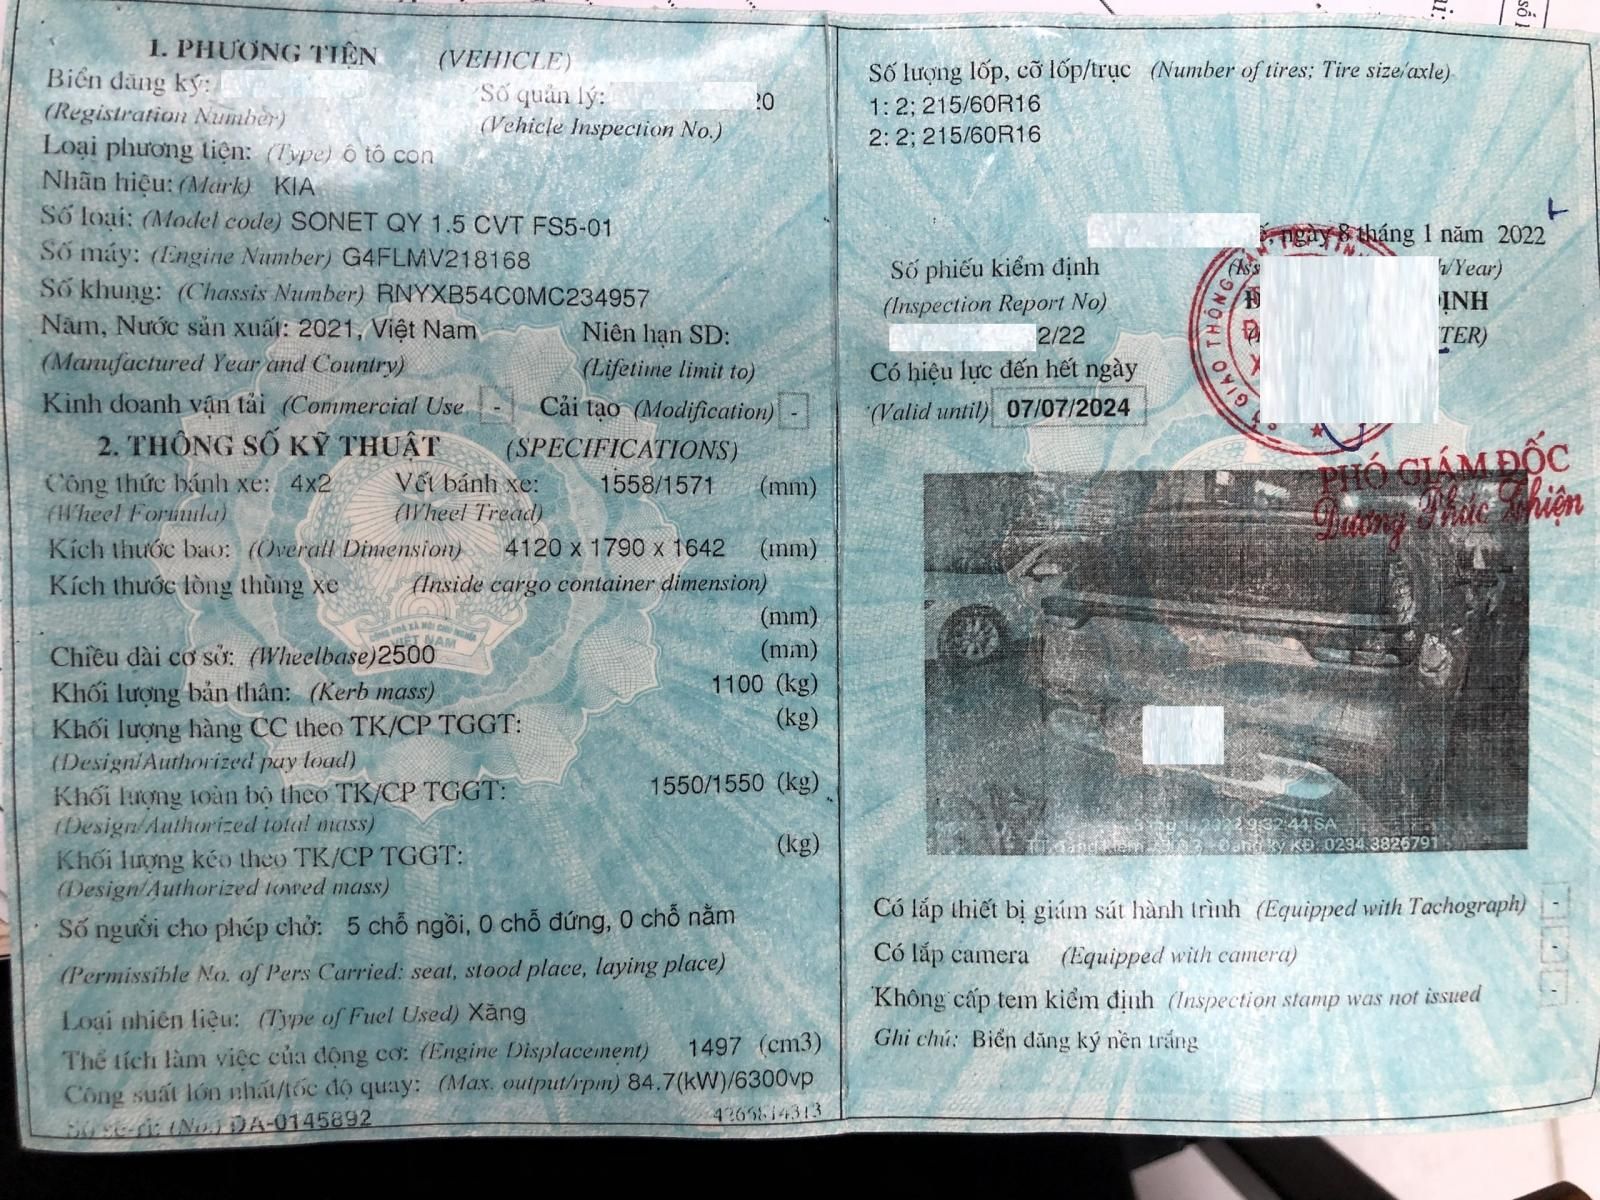 1. PHƯƠNG TIỆN (VEHICLE)
Biển đăng ký:
(Registration Number)
Số quản lý: 20
(Vehicle Inspection No.)
Loại phương tiện: (Type) ô tô con
Nhãn hiệu: (Mark) KIA
Số loại: (Model code) SONET QY 1.5 CVT FS5-01
Số máy: (Engine Number) G4FLMV218168
Số khung: (Chassis Number) RNYXB54C0MC234957
Năm, Nước sản xuất: 2021, Việt Nam Niên hạn SD:
(Manufactured Year and Country) (Lifetime limit to)
Kinh doanh vận tải (Commercial Use - Cải tạo (Modification) -
2. THÔNG SỐ KỸ THUẬT (SPECIFICATIONS)
Công thức bánh xe: 4x2 Vết bánh xe: 1558/1571 (mm)
(Wheel Formula) (Wheel Tread)
Kích thước bao: (Overall Dimension) 4120 x 1790 x 1642 (mm)
Kích thước lòng thùng xe (Inside cargo container dimension)
(mm)
Chiều dài cơ sở: (Wheelbase)2500 (mm)
Khối lượng bản thân: (Kerb mass) 1100 (kg)
Khối lượng hàng CC theo TK/CP TGGT: (kg)
(Design/Authorized pay load)
Khối lượng toàn bộ theo TK/CP TGGT: 1550/1550 (kg)
(Design/Authorized total mass)
Khối lượng kéo theo TK/CP TGGT: (kg)
(Design/Authorized towed mass)
Số người cho phép chở: 5 chỗ ngồi, 0 chỗ đứng, 0 chỗ nằm
(Permissible No. of Pers Carried: seat, stood place, laying place)
Loại nhiên liệu: (Type of Fuel Used) Xăng
Thể tích làm việc của động cơ: (Engine Displacement) 1497 (cm3)
Công suất lớn nhất/tốc độ quay: (Max. output/rpm) 84.7(kW)/6300vp
Số sê-ri: (No.) DA-0145892
Số lượng lốp, cỡ lốp/trục (Number of tires; Tire size/axle)
1: 2; 215/60R16
2: 2; 215/60R16
ngày 8 tháng 1 năm 2022
Số phiếu kiểm định
(Inspection Report No)
2/22
Có hiệu lực đến hết ngày
(Valid until) 07/07/2024
PHÓ GIÁM ĐỐC
Dương Phúc Thiện
Có lắp thiết bị giám sát hành trình (Equipped with Tachograph) -
Có lắp camera (Equipped with camera) -
Không cấp tem kiểm định (Inspection stamp was not issued -
Ghi chú: Biển đăng ký nền trắng